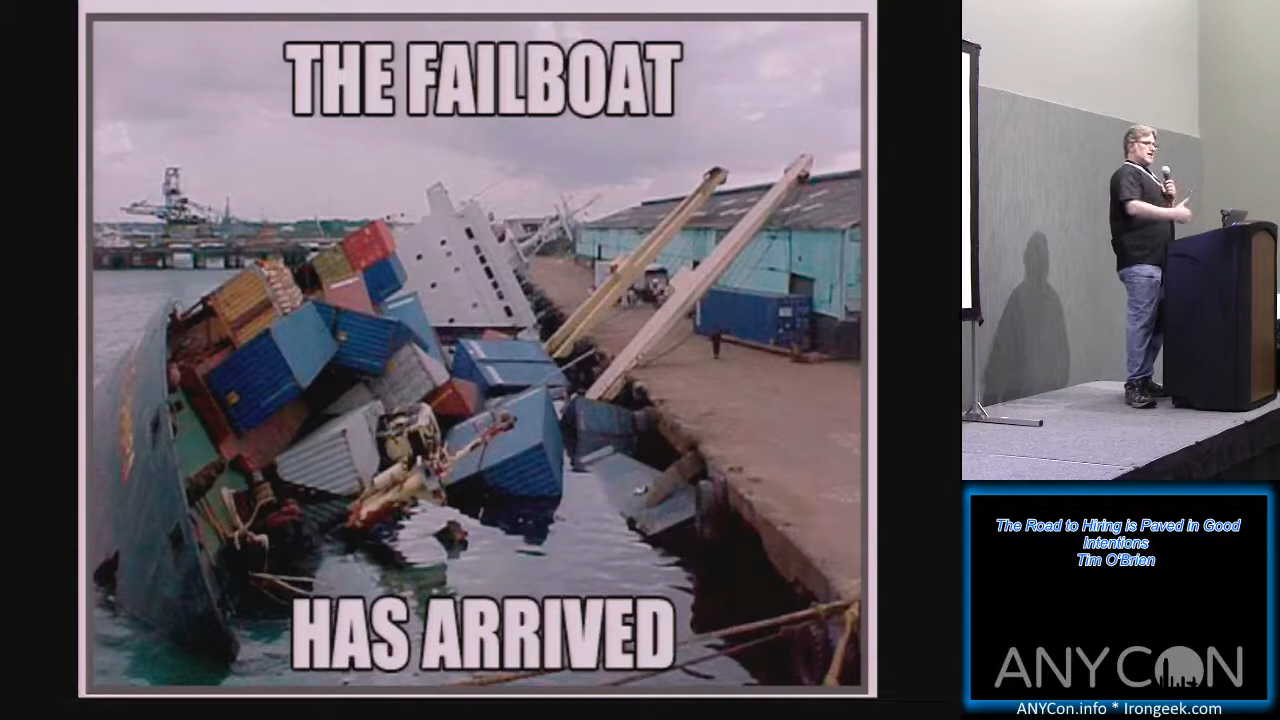 THE FAILBOAT
HAS ARRIVED
The Road to Hiring is Paved in Good
Intentions
Tim O'Brien
ANYCON
ANYCon.info * Irongeek.com